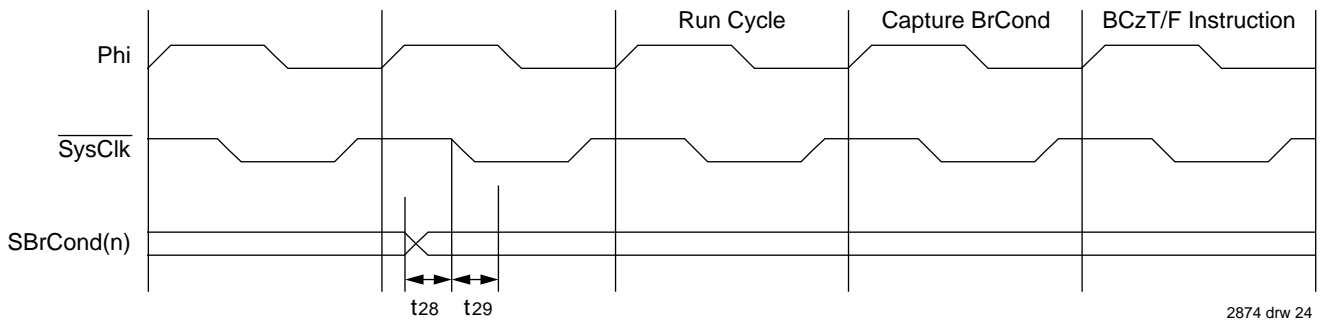 Run Cycle
Capture BrCond
BCzT/F Instruction
Phi
SysClk
SBrCond(n)
t28
t29
2874 drw 24